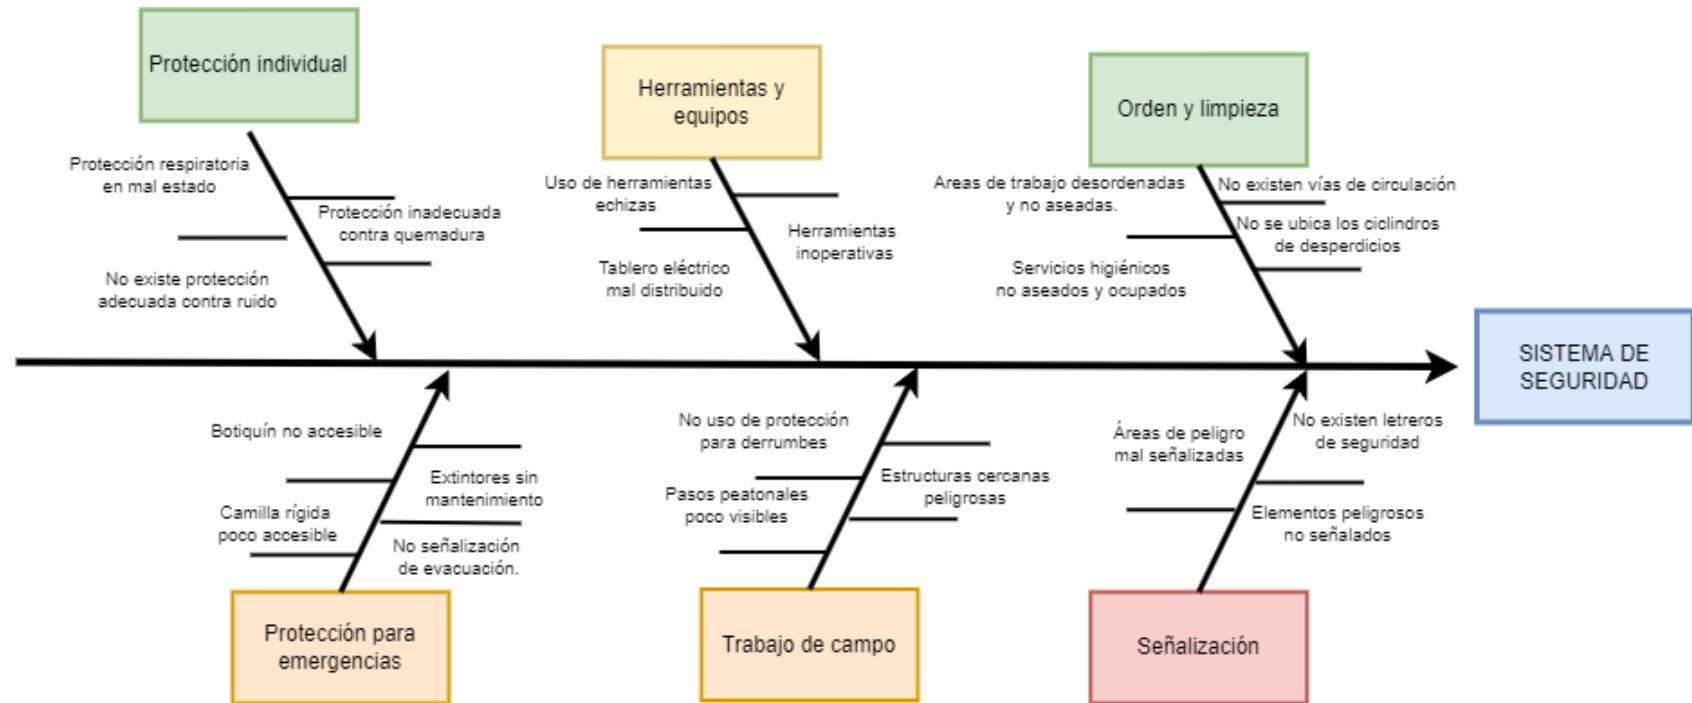 Protección individual
Herramientas y
equipos
Orden y limpieza
Protección respiratoria
en mal estado
Protección inadecuada
contra quemadura
No existe protección
adecuada contra ruido
Uso de herramientas
echizas
Herramientas
inoperativas
Tablero eléctrico
mal distribuido
Areas de trabajo desordenadas
y no aseadas.
No existen vías de circulación
No se ubica los ciclindros
de desperdicios
Servicios higiénicos
no aseados y ocupados
SISTEMA DE
SEGURIDAD
Botiquín no accesible
Extintores sin
mantenimiento
Camilla rígida
poco accesible
No señalización
de evacuación.
No uso de protección
para derrumbes
Estructuras cercanas
peligrosas
Pasos peatonales
poco visibles
Áreas de peligro
mal señalizadas
No existen letreros
de seguridad
Elementos peligrosos
no señalados
Protección para
emergencias
Trabajo de campo
Señalización